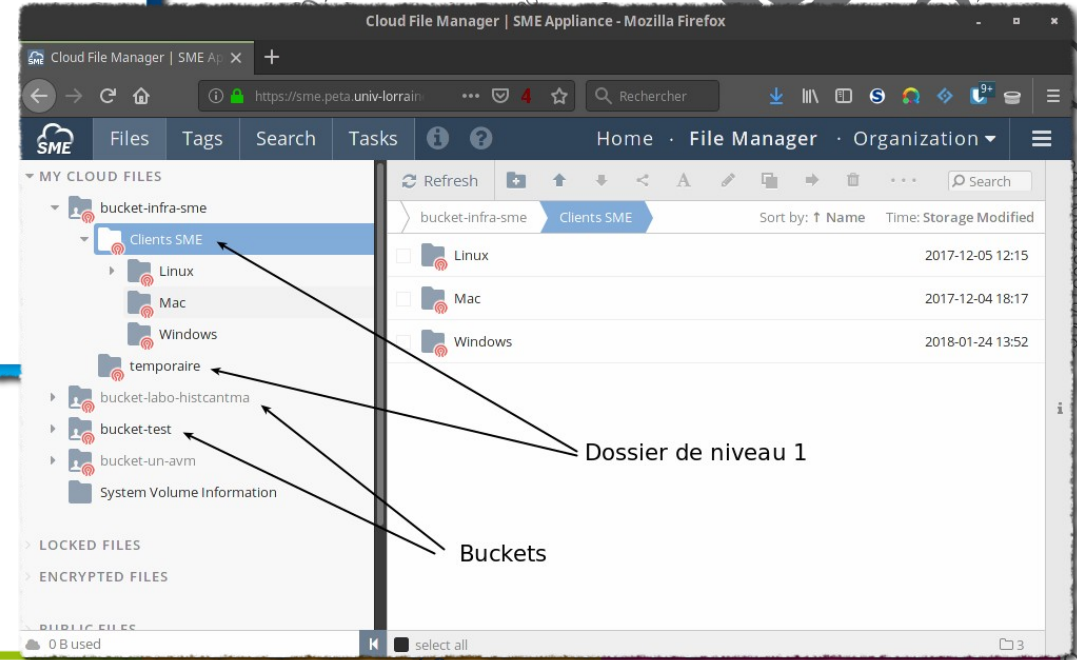 Cloud File Manager | SME Appliance - Mozilla Firefox
Cloud File Manager | SME Ap
https://sme.peta.univ-lorrain
4
Rechercher
9+
SME
Files Tags Search Tasks
Home · File Manager · Organization
MY CLOUD FILES
bucket-infra-sme
Clients SME
Linux
Mac
Windows
temporaire
bucket-labo-histcantma
bucket-test
bucket-un-avm
System Volume Information
LOCKED FILES
ENCRYPTED FILES
PUBLIC FILES
0 B used
Refresh
Search
bucket-infra-sme Clients SME
Sort by: ↑ Name Time: Storage Modified
Linux 2017-12-05 12:15
Mac 2017-12-04 18:17
Windows 2018-01-24 13:52
Dossier de niveau 1
Buckets
select all
3